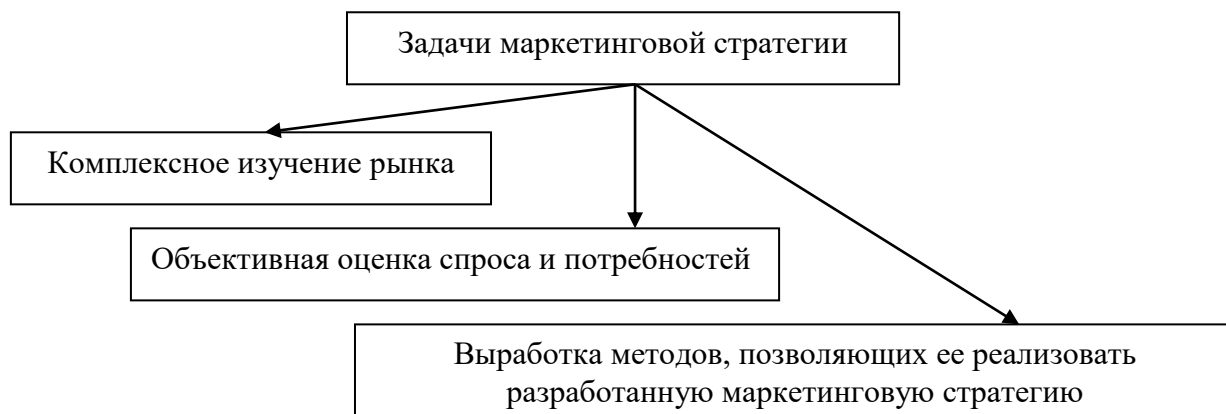 Задачи маркетинговой стратегии
Комплексное изучение рынка
Объективная оценка спроса и потребностей
Выработка методов, позволяющих ее реализовать
разработанную маркетинговую стратегию